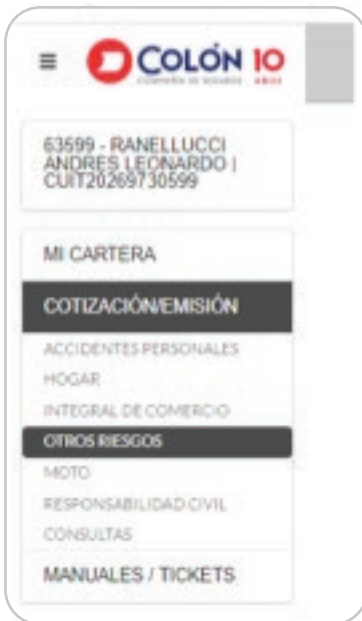 COLÓN 10
COMPAÑÍA DE SEGUROS AÑOS
63599 - RANELLUCCI
ANDRES LEONARDO |
CUIT20269730599
MI CARTERA
COTIZACIÓN/EMISIÓN
ACCIDENTES PERSONALES
HOGAR
INTEGRAL DE COMERCIO
OTROS RIESGOS
MOTO
RESPONSABILIDAD CIVIL
CONSULTAS
MANUALES / TICKETS